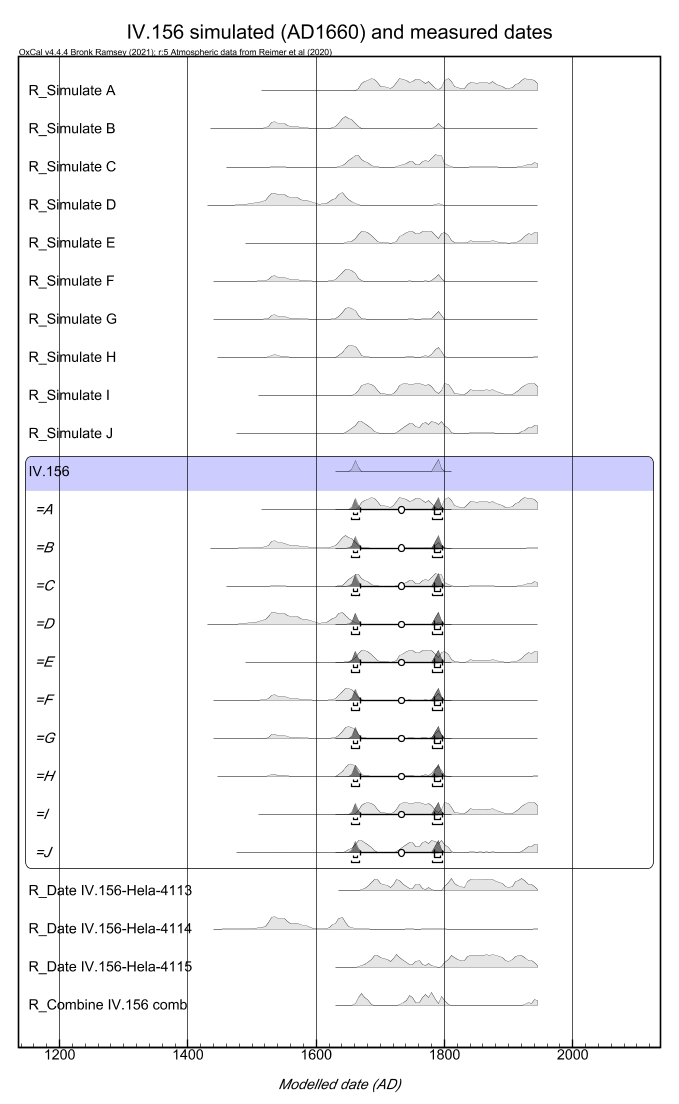 IV.156 simulated (AD1660) and measured dates
OxCal v4.4.4 Bronk Ramsey (2021); r:5 Atmospheric data from Reimer et al (2020)
R_Simulate A
R_Simulate B
R_Simulate C
R_Simulate D
R_Simulate E
R_Simulate F
R_Simulate G
R_Simulate H
R_Simulate I
R_Simulate J
IV.156
=A
=B
=C
=D
=E
=F
=G
=H
=I
=J
R_Date IV.156-Hela-4113
R_Date IV.156-Hela-4114
R_Date IV.156-Hela-4115
R_Combine IV.156 comb
1200 1400 1600 1800 2000
Modelled date (AD)